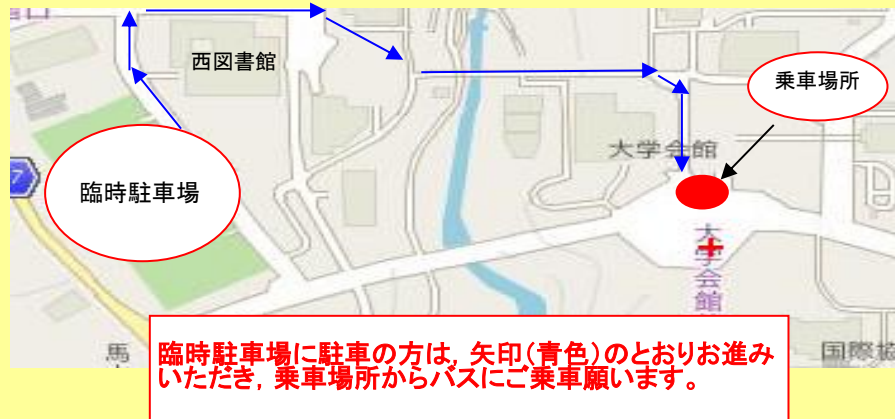 西図書館
乗車場所
大学会館
臨時駐車場
7
大学会館
馬
国際
臨時駐車場に駐車の方は，矢印(青色)のとおりお進み
いただき，乗車場所からバスにご乗車願います。